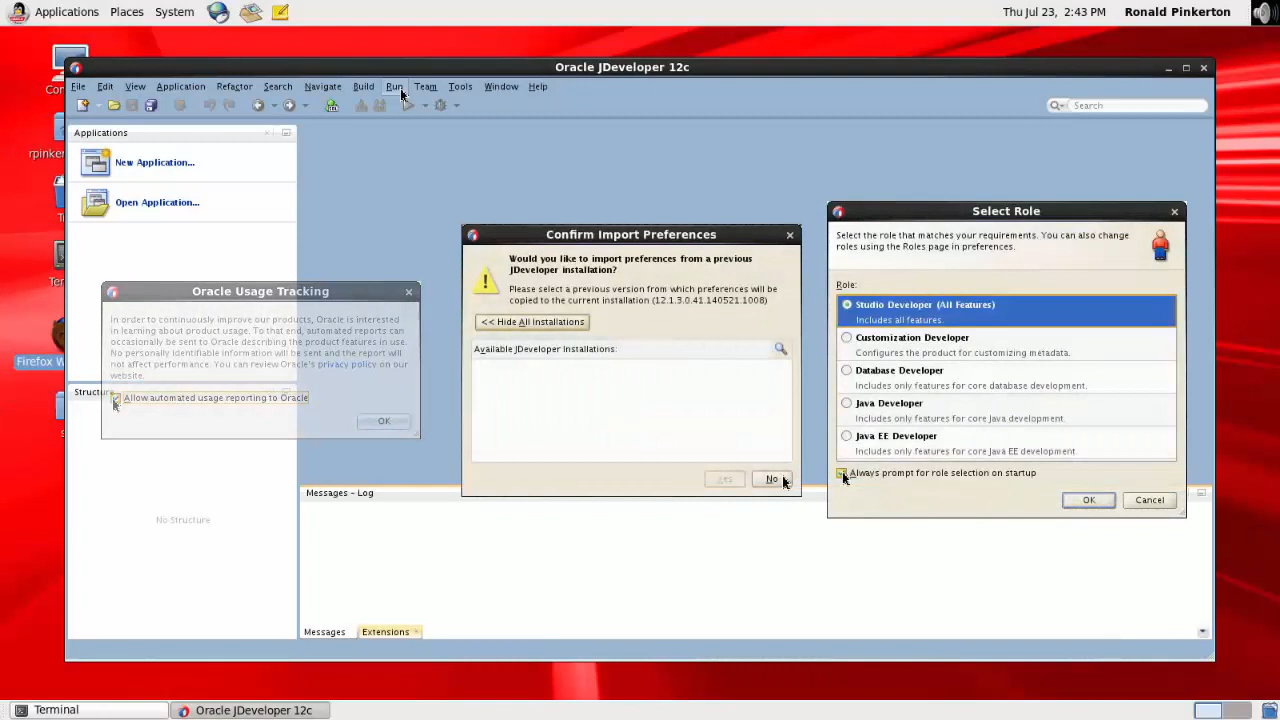 Applications Places System
Thu Jul 23, 2:43 PM Ronald Pinkerton
Oracle JDeveloper 12c
File Edit View Application Refactor Search Navigate Build Run Team Tools Window Help
Search
Applications
New Application...
Open Application...
Oracle Usage Tracking
In order to continuously improve our products, Oracle is interested
in learning about product usage. To that end, automated reports can
occasionally be sent to Oracle describing the product features in use.
No personally identifiable information will be sent and the report will
not affect performance. You can review Oracle's privacy policy on our
website.
Allow automated usage reporting to Oracle
OK
No Structure
Confirm Import Preferences
Would you like to import preferences from a previous
JDeveloper installation?
Please select a previous version from which preferences will be
copied to the current installation (12.1.3.0.41.140521.1008)
<< Hide All Installations
Available JDeveloper Installations:
Yes No
Select Role
Select the role that matches your requirements. You can also change
roles using the Roles page in preferences.
Role:
Studio Developer (All Features)
Includes all features.
Customization Developer
Configures the product for customizing metadata.
Database Developer
Includes only features for core database development.
Java Developer
Includes only features for core Java development.
Java EE Developer
Includes only features for core Java EE development
Always prompt for role selection on startup
OK Cancel
Messages - Log
Messages Extensions
rpinker
Firefox W
Terminal
Oracle JDeveloper 12c